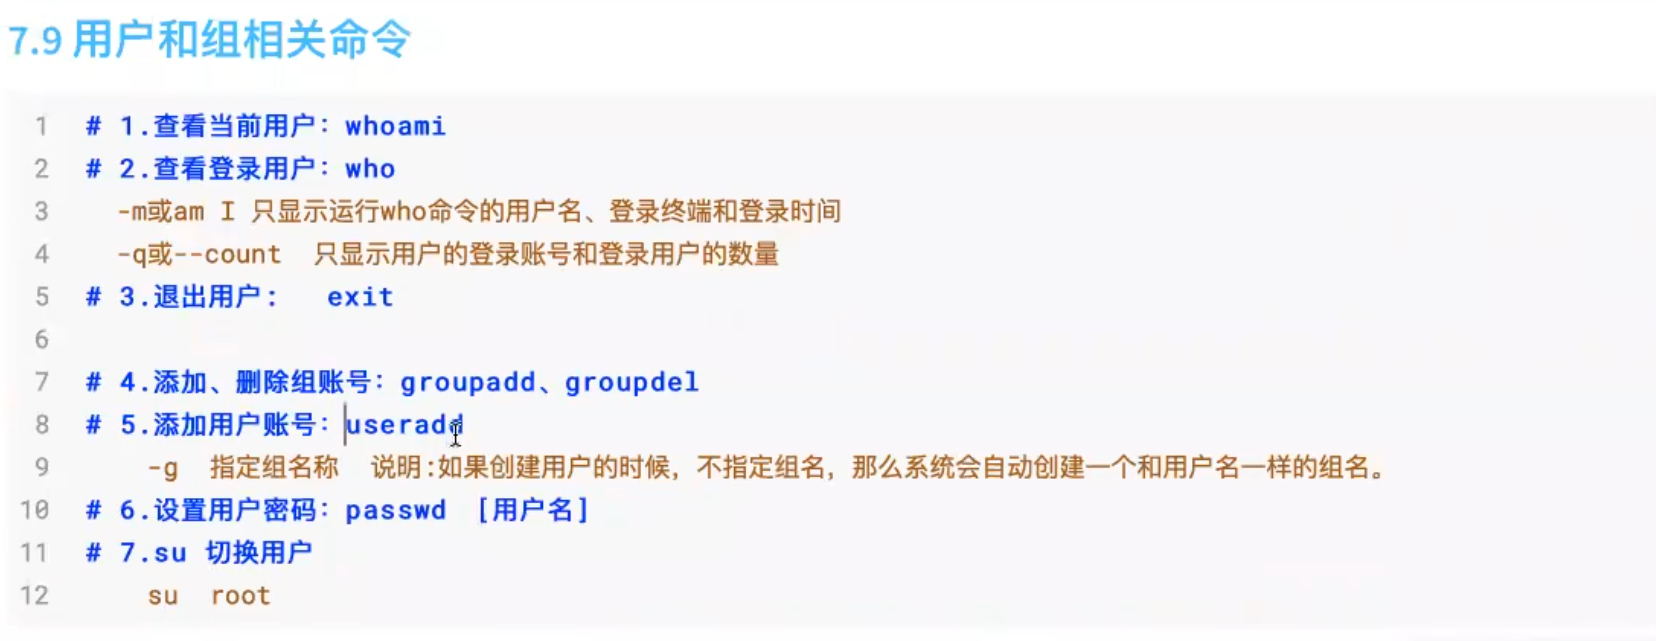 7.9 用户和组相关命令
1 # 1.查看当前用户：whoami
2 # 2.查看登录用户：who
3 -m或am I 只显示运行who命令的用户名、登录终端和登录时间
4 -q或--count 只显示用户的登录账号和登录用户的数量
5 # 3.退出用户： exit
6
7 # 4.添加、删除组账号：groupadd、groupdel
8 # 5.添加用户账号：useradd
9 -g 指定组名称 说明:如果创建用户的时候，不指定组名，那么系统会自动创建一个和用户名一样的组名。
10 # 6.设置用户密码：passwd [用户名]
11 # 7.su 切换用户
12 su root